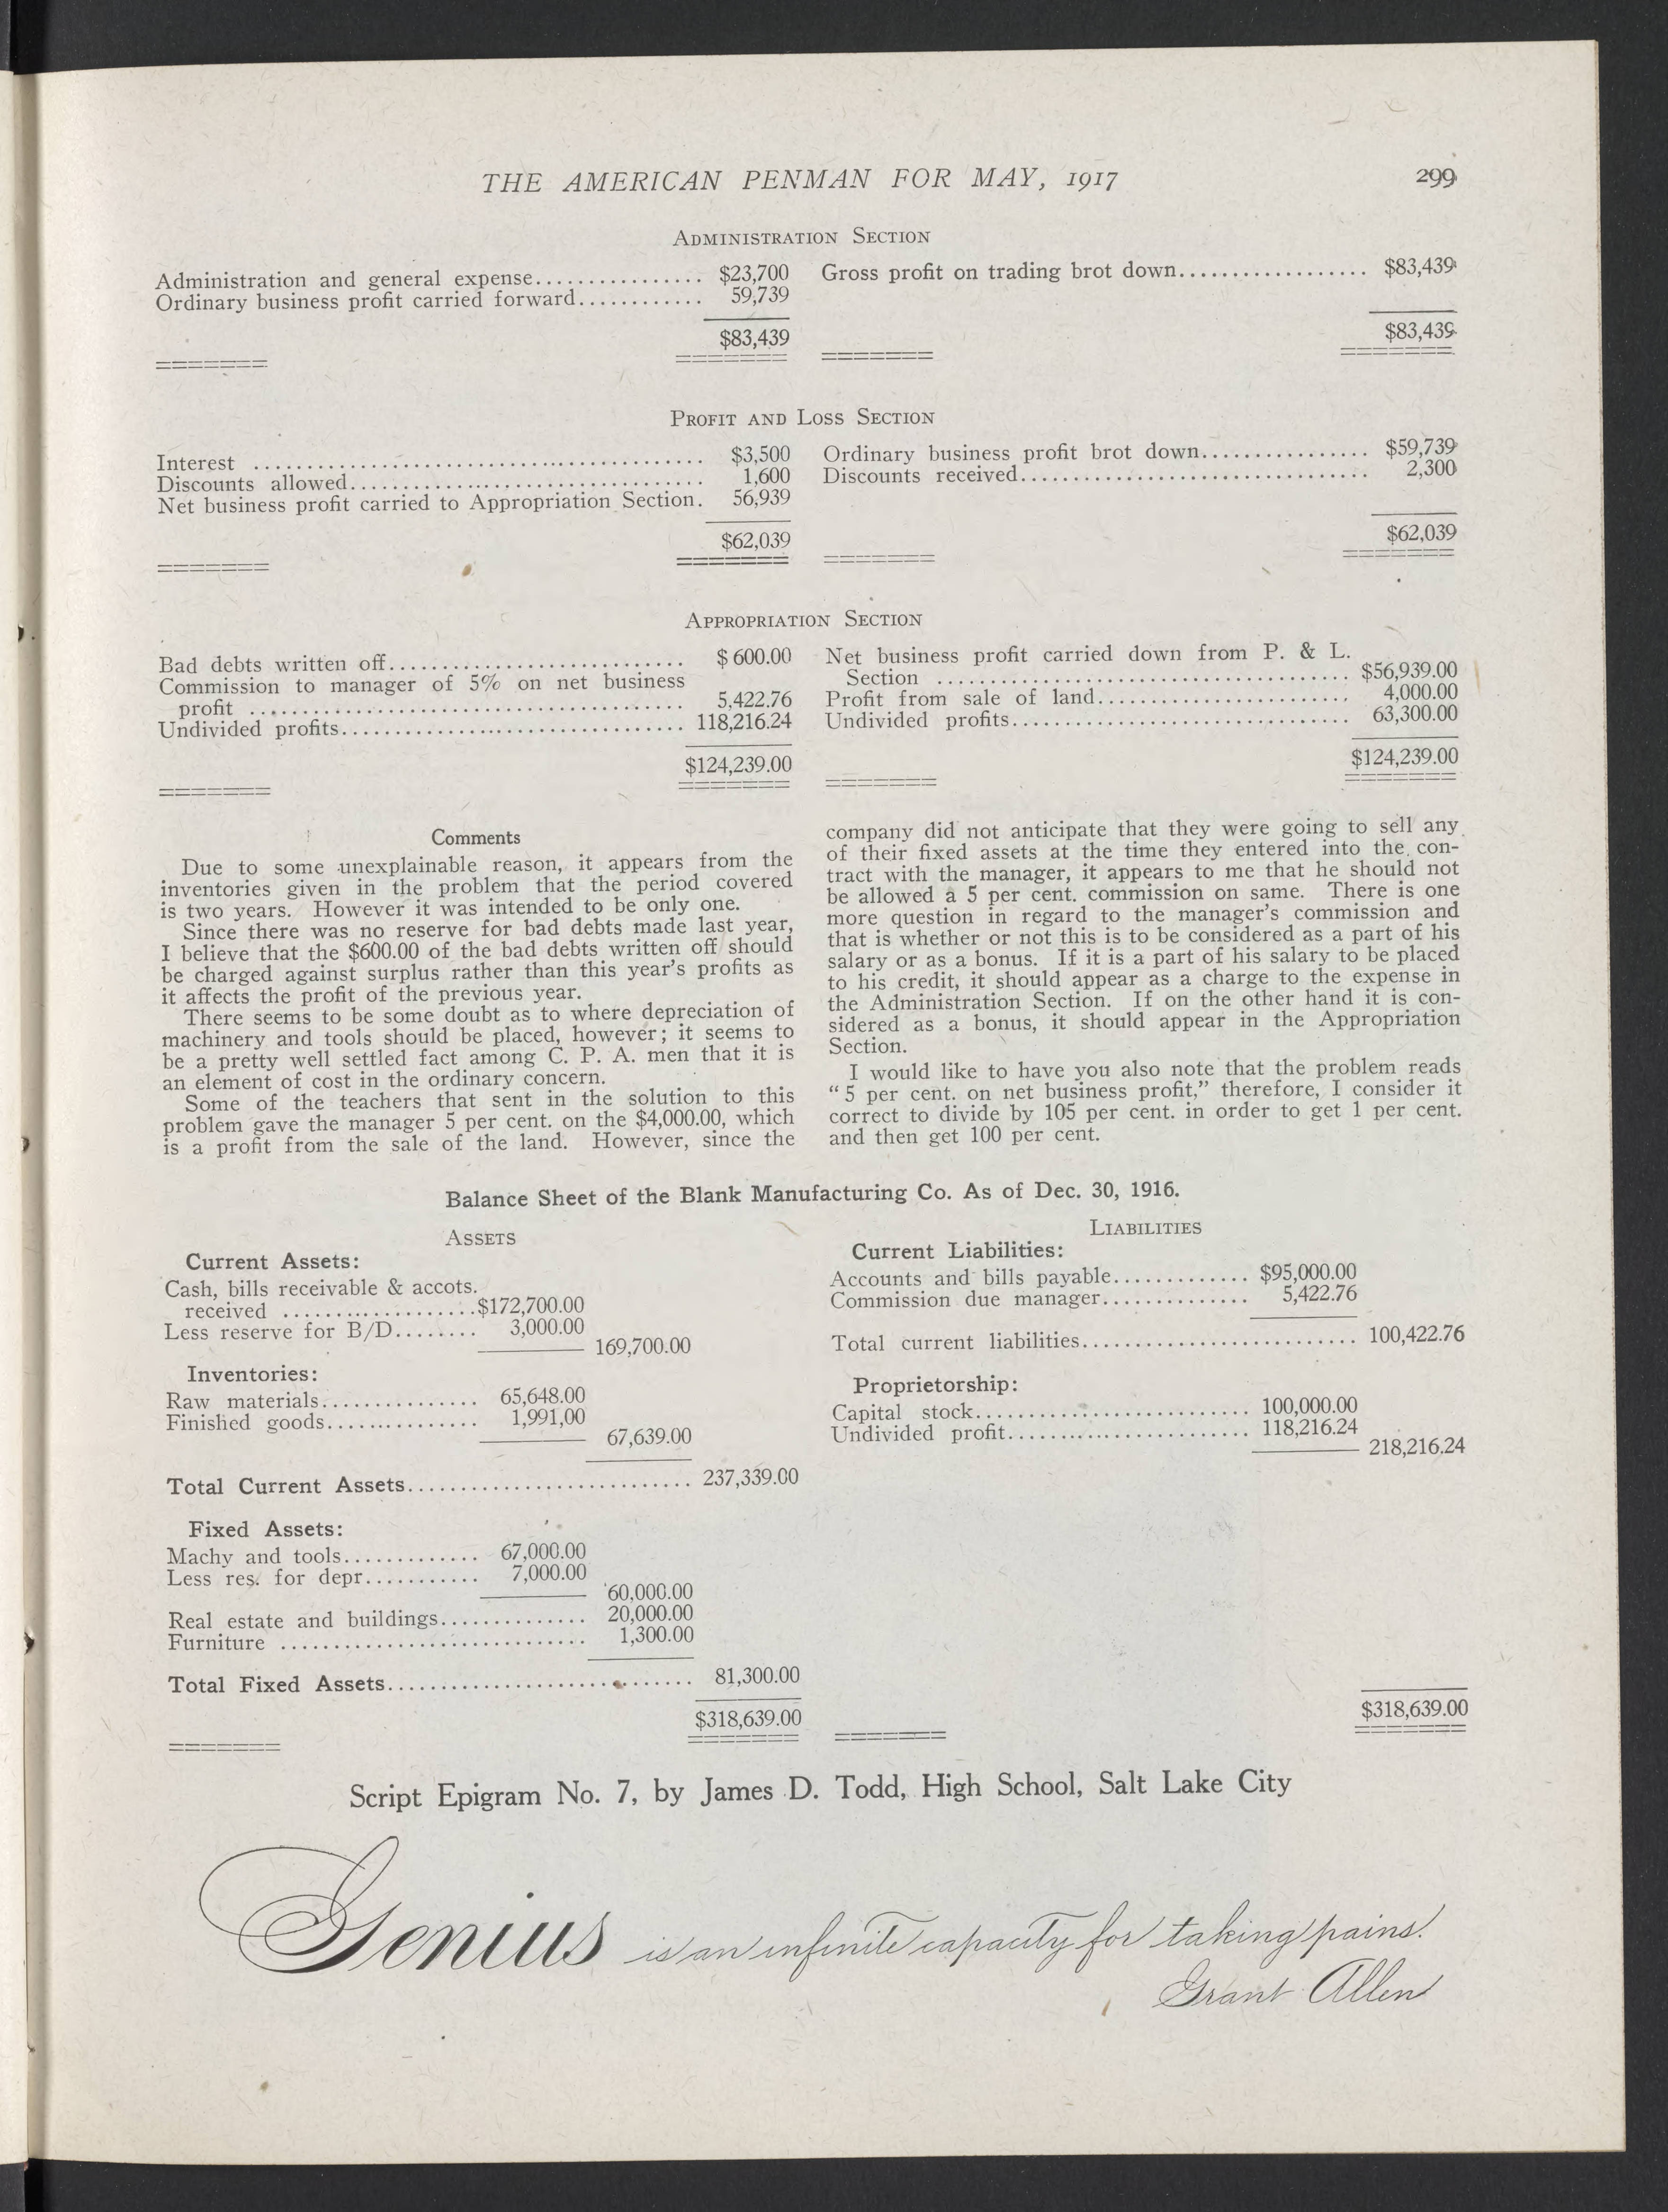 THE AMERICAN PENMAN FOR MAY, 1917 299
ADMINISTRATION SECTION
Administration and general expense................ $23,700 Gross profit on trading brot down.................. $83,439
Ordinary business profit carried forward............ 59,739
$83,439 $83,439
PROFIT AND LOSS SECTION
Interest .......................................... $3,500 Ordinary business profit brot down................ $59,739
Discounts allowed................................. 1,600 Discounts received................................. 2,300
Net business profit carried to Appropriation Section. 56,939
$62,039 $62,039
APPROPRIATION SECTION
Bad debts written off............................ $ 600.00 Net business profit carried down from P. & L.
Commission to manager of 5% on net business Section ....................................... $56,939.00
profit ......................................... 5,422.76 Profit from sale of land........................ 4,000.00
Undivided profits................................ 118,216.24 Undivided profits................................ 63,300.00
$124,239.00 $124,239.00
Comments
Due to some unexplainable reason, it appears from the
inventories given in the problem that the period covered
is two years. However it was intended to be only one.
Since there was no reserve for bad debts made last year,
I believe that the $600.00 of the bad debts written off should
be charged against surplus rather than this year's profits as
it affects the profit of the previous year.
There seems to be some doubt as to where depreciation of
machinery and tools should be placed, however; it seems to
be a pretty well settled fact among C. P. A. men that it is
an element of cost in the ordinary concern.
Some of the teachers that sent in the solution to this
problem gave the manager 5 per cent. on the $4,000.00, which
is a profit from the sale of the land. However, since the
company did not anticipate that they were going to sell any
of their fixed assets at the time they entered into the con-
tract with the manager, it appears to me that he should not
be allowed a 5 per cent. commission on same. There is one
more question in regard to the manager's commission and
that is whether or not this is to be considered as a part of his
salary or as a bonus. If it is a part of his salary to be placed
to his credit, it should appear as a charge to the expense in
the Administration Section. If on the other hand it is con-
sidered as a bonus, it should appear in the Appropriation
Section.
I would like to have you also note that the problem reads
"5 per cent. on net business profit," therefore, I consider it
correct to divide by 105 per cent. in order to get 1 per cent.
and then get 100 per cent.
Balance Sheet of the Blank Manufacturing Co. As of Dec. 30, 1916.
ASSETS
Current Assets:
Cash, bills receivable & accots.
received ..................$172,700.00
Less reserve for B/D........ 3,000.00
169,700.00
Inventories:
Raw materials............... 65,648.00
Finished goods.............. 1,991,00
67,639.00
Total Current Assets........................... 237,339.00
Fixed Assets:
Machy and tools............. 67,000.00
Less res. for depr........... 7,000.00
60,000.00
Real estate and buildings.............. 20,000.00
Furniture ............................. 1,300.00
Total Fixed Assets............................. 81,300.00
$318,639.00
LIABILITIES
Current Liabilities:
Accounts and bills payable............. $95,000.00
Commission due manager.............. 5,422.76
Total current liabilities.......................... 100,422.76
Proprietorship:
Capital stock.......................... 100,000.00
Undivided profit....................... 118,216.24
218,216.24
$318,639.00
Script Epigram No. 7, by James D. Todd, High School, Salt Lake City
Genius is an infinite capacity for taking pains.
Grant Allen